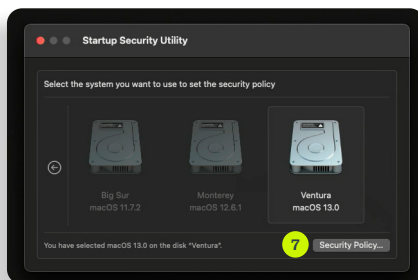 Startup Security Utility
Select the system you want to use to set the security policy
Big Sur
macOS 11.7.2
Monterey
macOS 12.6.1
Ventura
macOS 13.0
You have selected macOS 13.0 on the disk "Ventura".
7
Security Policy...